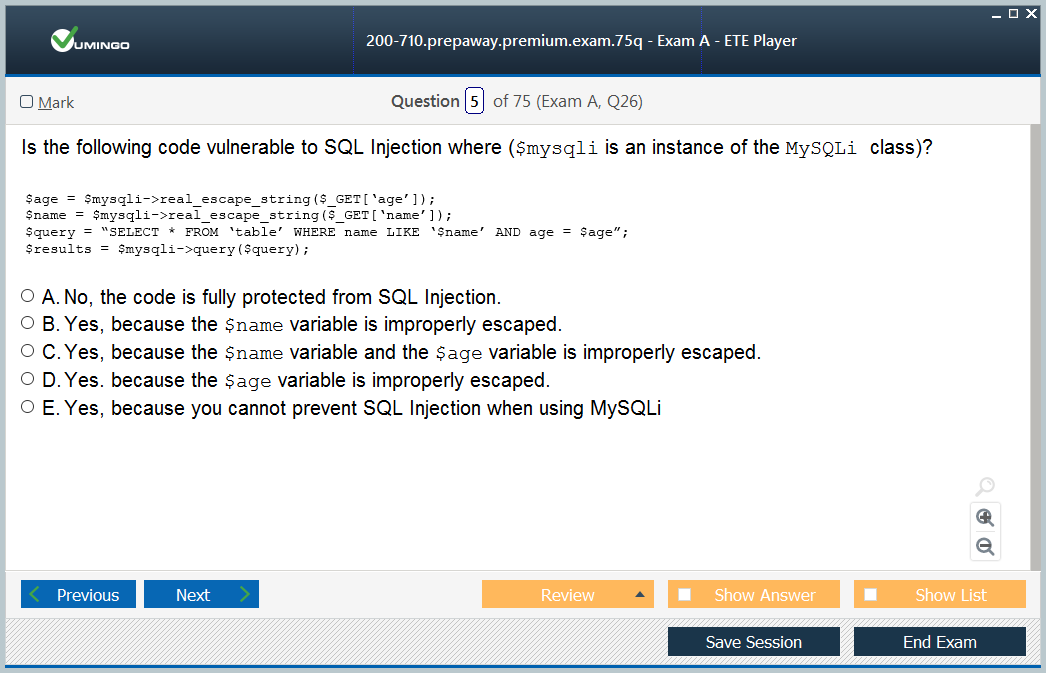 VUMINGO
200-710.prepaway.premium.exam.75q - Exam A - ETE Player
Mark
Question 5 of 75 (Exam A, Q26)
Is the following code vulnerable to SQL Injection where ($mysqli is an instance of the MySQLi class)?
$age = $mysqli->real_escape_string($_GET[‘age’]);
$name = $mysqli->real_escape_string($_GET[‘name’]);
$query = “SELECT * FROM ‘table’ WHERE name LIKE ‘$name’ AND age = $age”;
$results = $mysqli->query($query);
A. No, the code is fully protected from SQL Injection.
B. Yes, because the $name variable is improperly escaped.
C. Yes, because the $name variable and the $age variable is improperly escaped.
D. Yes. because the $age variable is improperly escaped.
E. Yes, because you cannot prevent SQL Injection when using MySQLi
Previous Next Review Show Answer Show List
Save Session End Exam